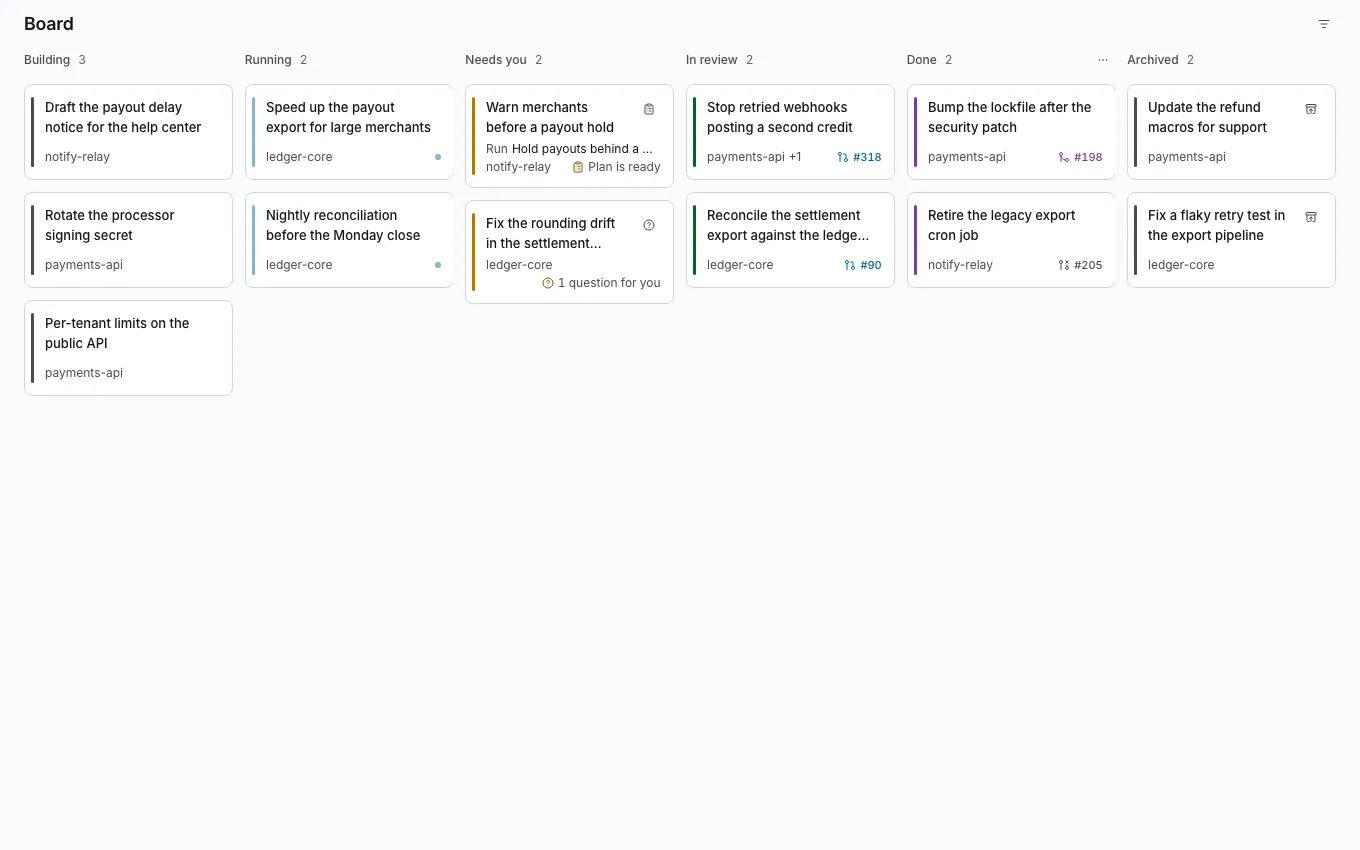 Board
Building 3
Draft the payout delay
notice for the help center
notify-relay
Rotate the processor
signing secret
payments-api
Per-tenant limits on the
public API
payments-api
Running 2
Speed up the payout
export for large merchants
ledger-core
Nightly reconciliation
before the Monday close
ledger-core
Needs you 2
Warn merchants
before a payout hold
Run Hold payouts behind a ...
notify-relay Plan is ready
Fix the rounding drift
in the settlement...
ledger-core
1 question for you
In review 2
Stop retried webhooks
posting a second credit
payments-api +1 #318
Reconcile the settlement
export against the ledge...
ledger-core #90
Done 2 ...
Bump the lockfile after the
security patch
payments-api #198
Retire the legacy export
cron job
notify-relay #205
Archived 2
Update the refund
macros for support
payments-api
Fix a flaky retry test in
the export pipeline
ledger-core